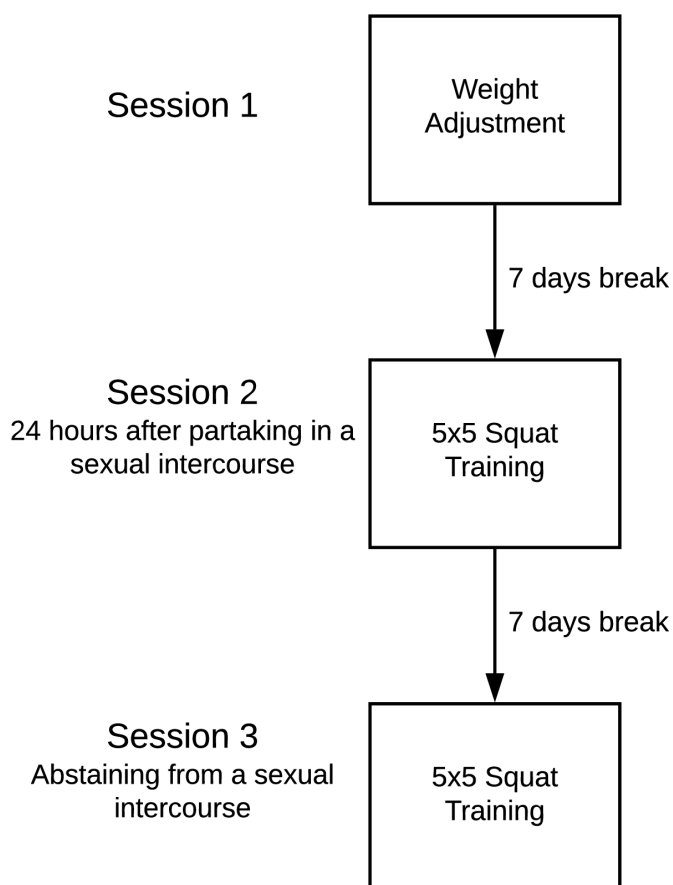 Session 1
Weight
Adjustment
7 days break
Session 2
24 hours after partaking in a
sexual intercourse
5x5 Squat
Training
7 days break
Session 3
Abstaining from a sexual
intercourse
5x5 Squat
Training